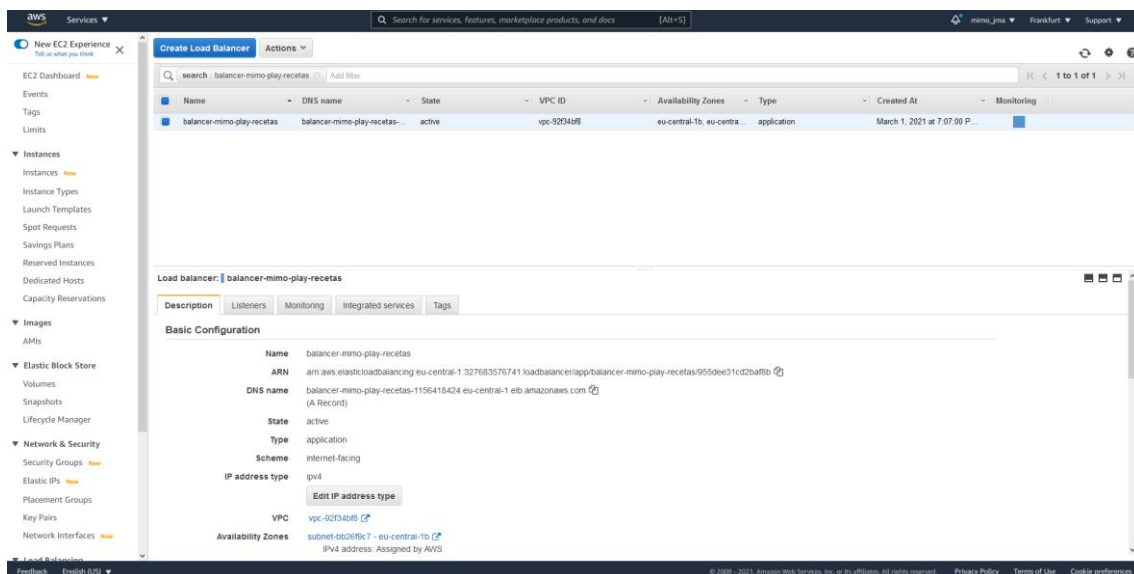 aws Services Search for services, features, marketplace products, and docs [Alt+S] mimo_jma Frankfurt Support
New EC2 Experience
Tell us what you think
EC2 Dashboard New
Events
Tags
Limits
Instances
Instances New
Instance Types
Launch Templates
Spot Requests
Savings Plans
Reserved Instances
Dedicated Hosts
Capacity Reservations
Images
AMIs
Elastic Block Store
Volumes
Snapshots
Lifecycle Manager
Network & Security
Security Groups New
Elastic IPs New
Placement Groups
Key Pairs
Network Interfaces New
Load Balancing
Create Load Balancer Actions
search : balancer-mimo-play-recetas Add filter 1 to 1 of 1
Name DNS name State VPC ID Availability Zones Type Created At Monitoring
balancer-mimo-play-recetas balancer-mimo-play-recetas-... active vpc-92f34bf8 eu-central-1b, eu-centra... application March 1, 2021 at 7:07:00 P...
Load balancer: balancer-mimo-play-recetas
Description Listeners Monitoring Integrated services Tags
Basic Configuration
Name balancer-mimo-play-recetas
ARN arn:aws:elasticloadbalancing:eu-central-1:327683576741:loadbalancer/app/balancer-mimo-play-recetas/955dee31cd2baf8b
DNS name balancer-mimo-play-recetas-1156418424.eu-central-1.elb.amazonaws.com
(A Record)
State active
Type application
Scheme internet-facing
IP address type ipv4
Edit IP address type
VPC vpc-92f34bf8
Availability Zones subnet-bb26f9c7 - eu-central-1b
IPv4 address: Assigned by AWS
Feedback English (US) © 2008 - 2021, Amazon Web Services, Inc. or its affiliates. All rights reserved. Privacy Policy Terms of Use Cookie preferences